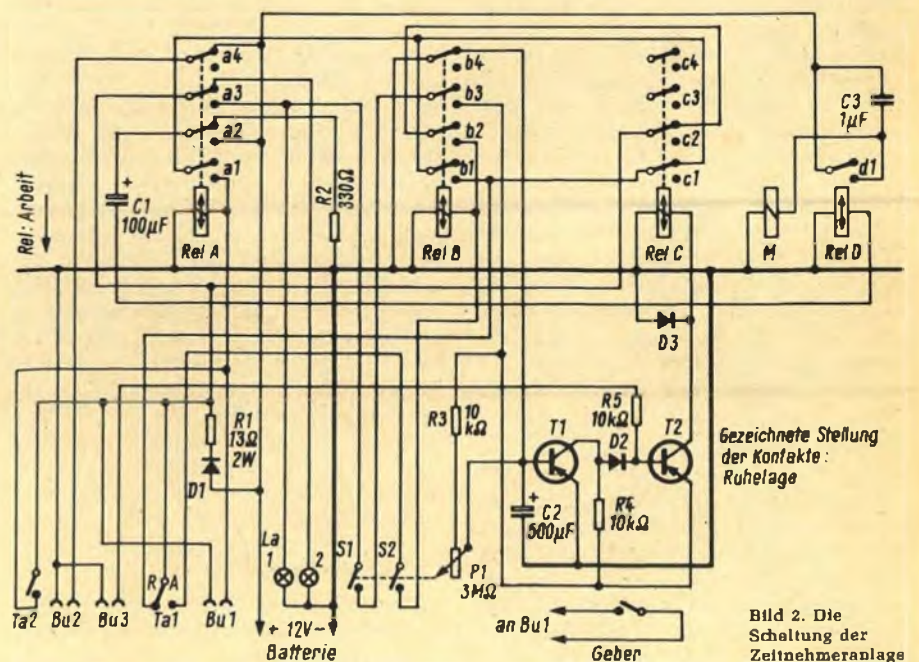 a4
a3
a2
a1
b4
b3
b2
b1
c4
c3
c2
c1
C3
1µF
d1
Rel: Arbeit
+
C1
100µF
R2
330Ω
Rel A
Rel B
Rel C
M
Rel D
D3
R1
13Ω
2W
D1
R3
10
kΩ
R5
10kΩ
T1
D2
T2
Gezeichnete Stellung
der Kontakte:
Ruhelage
+
C2
500µF
R4
10kΩ
La
1
2
S1
S2
P1
3MΩ
R A
Ta2
Bu2
Bu3
Ta1
Bu1
+ 12V -
Batterie
an Bu1
Geber
Bild 2. Die
Schaltung der
Zeitnehmeranlage